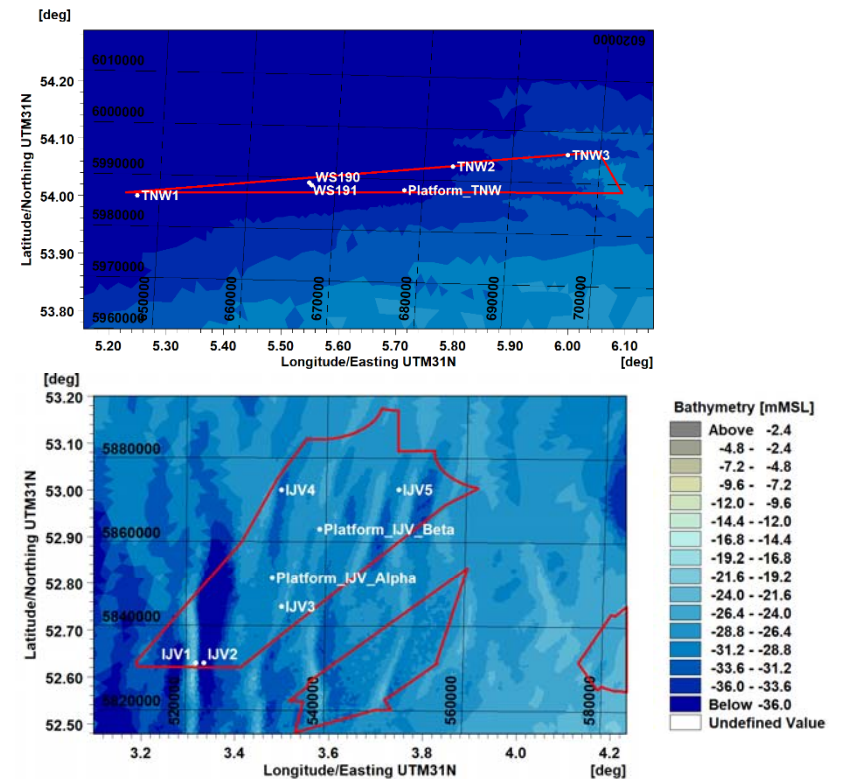 [deg]
Latitude/Northing UTM31N
54.20
54.10
54.00
53.90
53.80
6010000
6000000
5990000
5980000
5970000
5960000
6020000
TNW1
WS190
WS191
TNW2
Platform_TNW
TNW3
650000
660000
670000
680000
690000
700000
5.20 5.30 5.40 5.50 5.60 5.70 5.80 5.90 6.00 6.10
Longitude/Easting UTM31N [deg]
[deg]
Latitude/Northing UTM31N
53.20
53.10
53.00
52.90
52.80
52.70
52.60
52.50
5880000
5860000
5840000
5820000
IJV4
IJV5
Platform_IJV_Beta
Platform_IJV_Alpha
IJV3
IJV1 IJV2
520000
540000
560000
580000
3.2 3.4 3.6 3.8 4.0 4.2
Longitude/Easting UTM31N [deg]
Bathymetry [mMSL]
Above -2.4
-4.8 - -2.4
-7.2 - -4.8
-9.6 - -7.2
-12.0 - -9.6
-14.4 - -12.0
-16.8 - -14.4
-19.2 - -16.8
-21.6 - -19.2
-24.0 - -21.6
-26.4 - -24.0
-28.8 - -26.4
-31.2 - -28.8
-33.6 - -31.2
-36.0 - -33.6
Below -36.0
Undefined Value